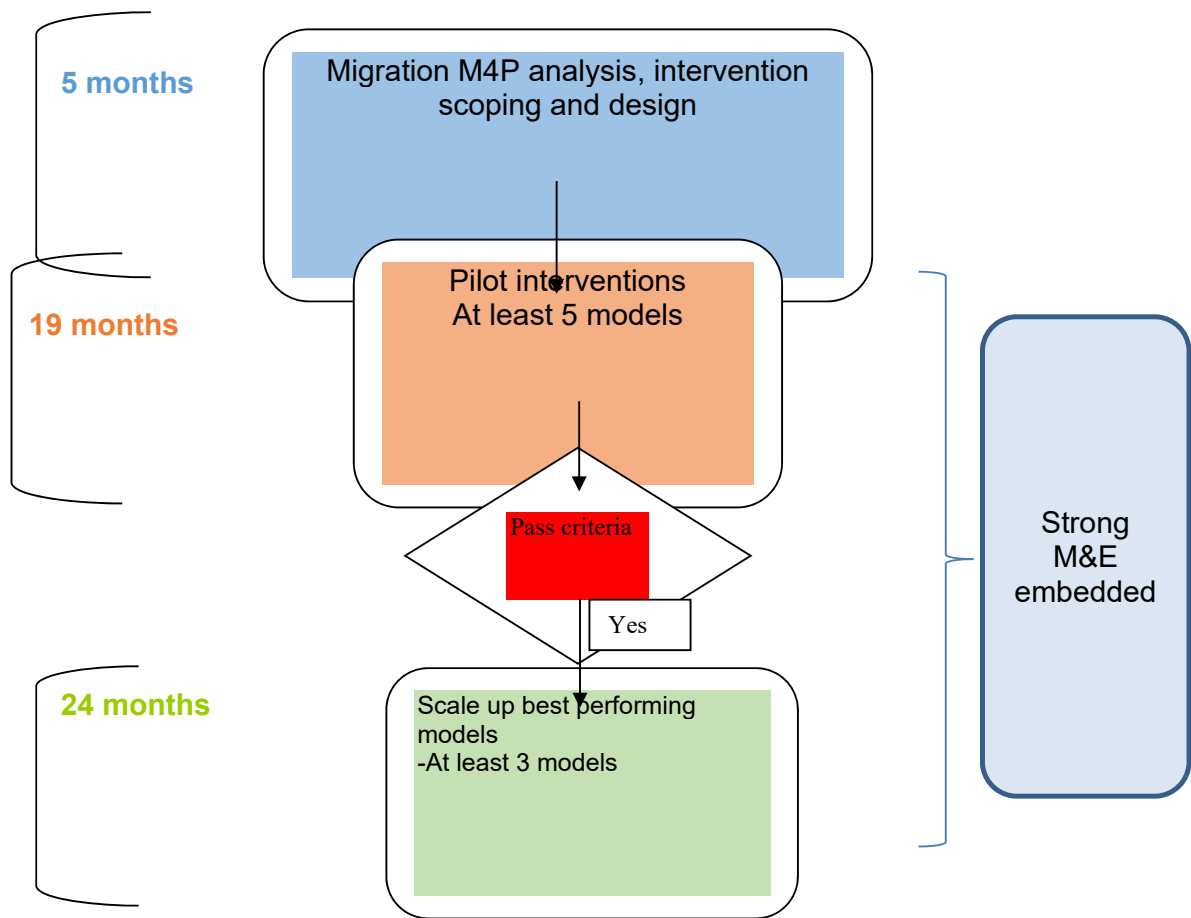 5 months
Migration M4P analysis, intervention
scoping and design
19 months
Pilot interventions
At least 5 models
Pass criteria
Yes
24 months
Scale up best performing
models
-At least 3 models
Strong
M&E
embedded